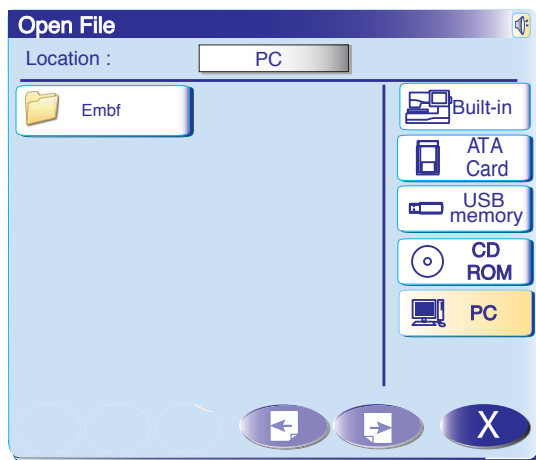 Open File
Location :
PC
Embf
Built-in
ATA
Card
USB
memory
CD
ROM
PC
X